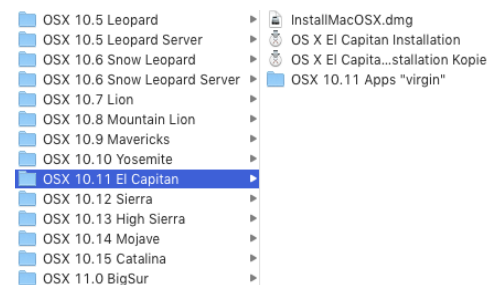 OSX 10.5 Leopard
OSX 10.5 Leopard Server
OSX 10.6 Snow Leopard
OSX 10.6 Snow Leopard Server
OSX 10.7 Lion
OSX 10.8 Mountain Lion
OSX 10.9 Mavericks
OSX 10.10 Yosemite
OSX 10.11 El Capitan
OSX 10.12 Sierra
OSX 10.13 High Sierra
OSX 10.14 Mojave
OSX 10.15 Catalina
OSX 11.0 BigSur
InstallMacOSX.dmg
OS X El Capitan Installation
OS X El Capita...stallation Kopie
OSX 10.11 Apps "virgin"